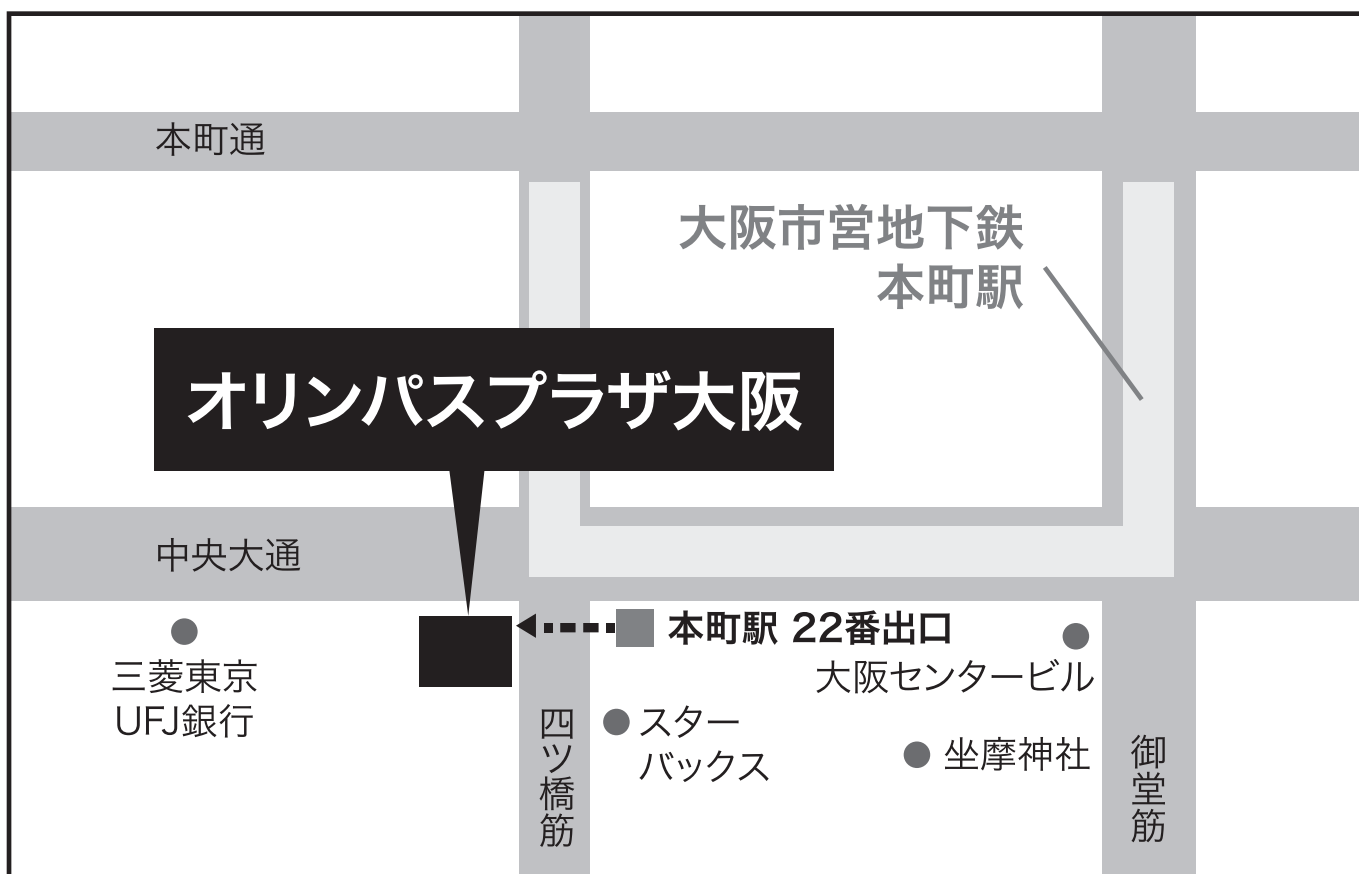 本町通
大阪市営地下鉄
本町駅
オリンパスプラザ大阪
中央大通
本町駅 22番出口
三菱東京
UFJ銀行
大阪センタービル
スター
バックス
坐摩神社
四ツ橋筋
御堂筋